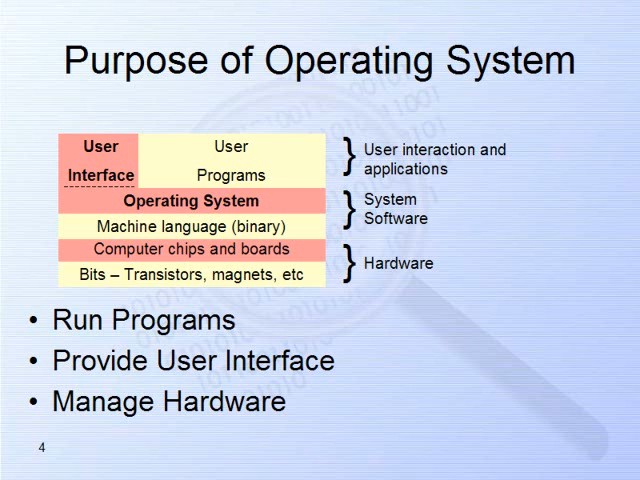 Purpose of Operating System
User
Interface
User
Programs
} User interaction and
applications
Operating System
Machine language (binary)
} System
Software
Computer chips and boards
Bits – Transistors, magnets, etc
} Hardware
• Run Programs
• Provide User Interface
• Manage Hardware
4